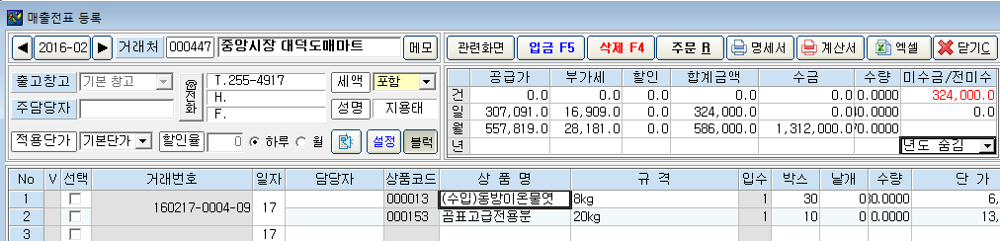 매출전표 등록
2016-02 거래처 000447 중앙시장 대덕도매마트 메모 관련화면 입금 F5 삭제 F4 주문 R 명세서 계산서 엑셀 닫기C
출고창고 기본 창고 전화 T.255-4917 세액 포함
주담당자 H. 성명 지용태
F.
적용단가 기본단가 할인율 0 하루 월 설정 블럭
공급가 부가세 할인 합계금액 수금 수량 미수금/전미수
건 0.0 0.0 0.0 0.0 0.0 0.0000 324,000.0
일 307,091.0 16,909.0 0.0 324,000.0 0.0 40.0000 0.0
월 557,819.0 28,181.0 0.0 586,000.0 1,312,000.0 70.0000
년 년도 숨김
No V 선택 거래번호 일자 담당자 상품코드 상 품 명 규 격 입수 박스 낱개 수량 단 가
1 160217-0004-09 17 000013 (수입)동방미온물엿 8kg 1 30 0 30.0000 6,
2 000153 곰표고급전용분 20kg 1 10 0 0.0000 13,
3 17